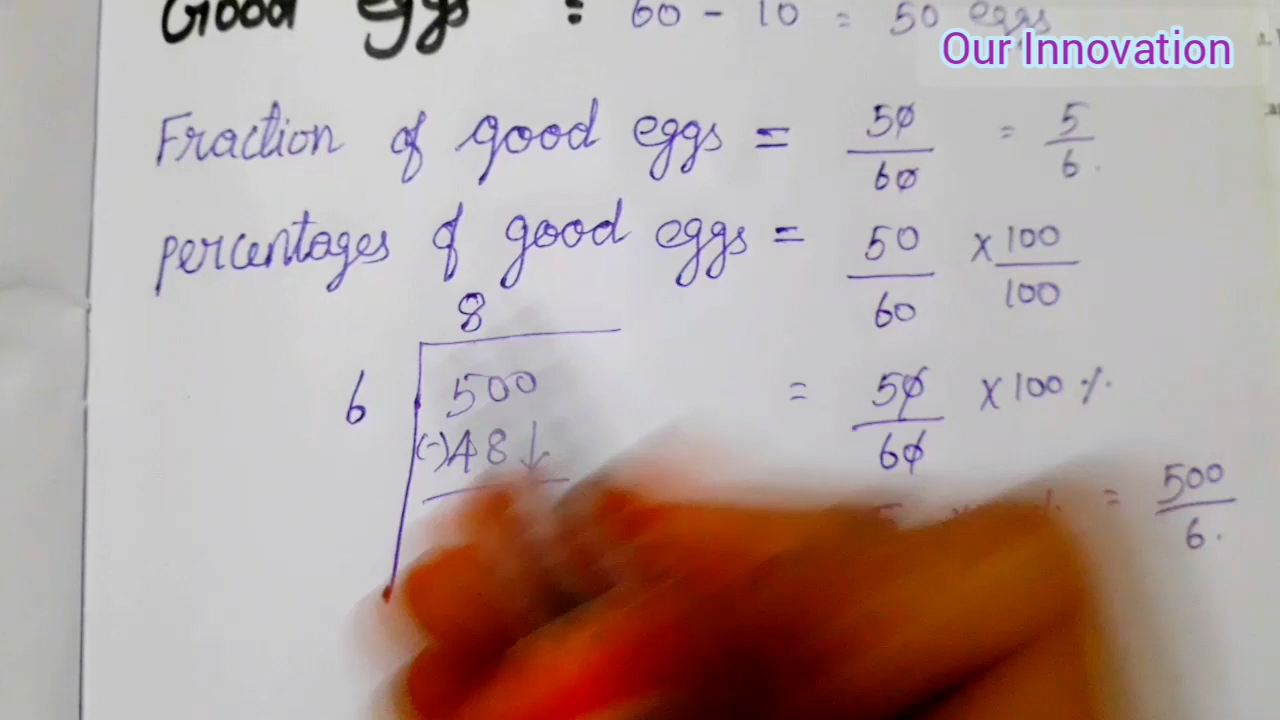 Good eggs = 60 - 10 = 50 eggs
Our Innovation
Fraction of good eggs = 50/60 = 5/6.
percentages of good eggs = 50/60 x 100/100
8
6 500 = 50/60 x 100 %
(-)48↓
= 500/6.